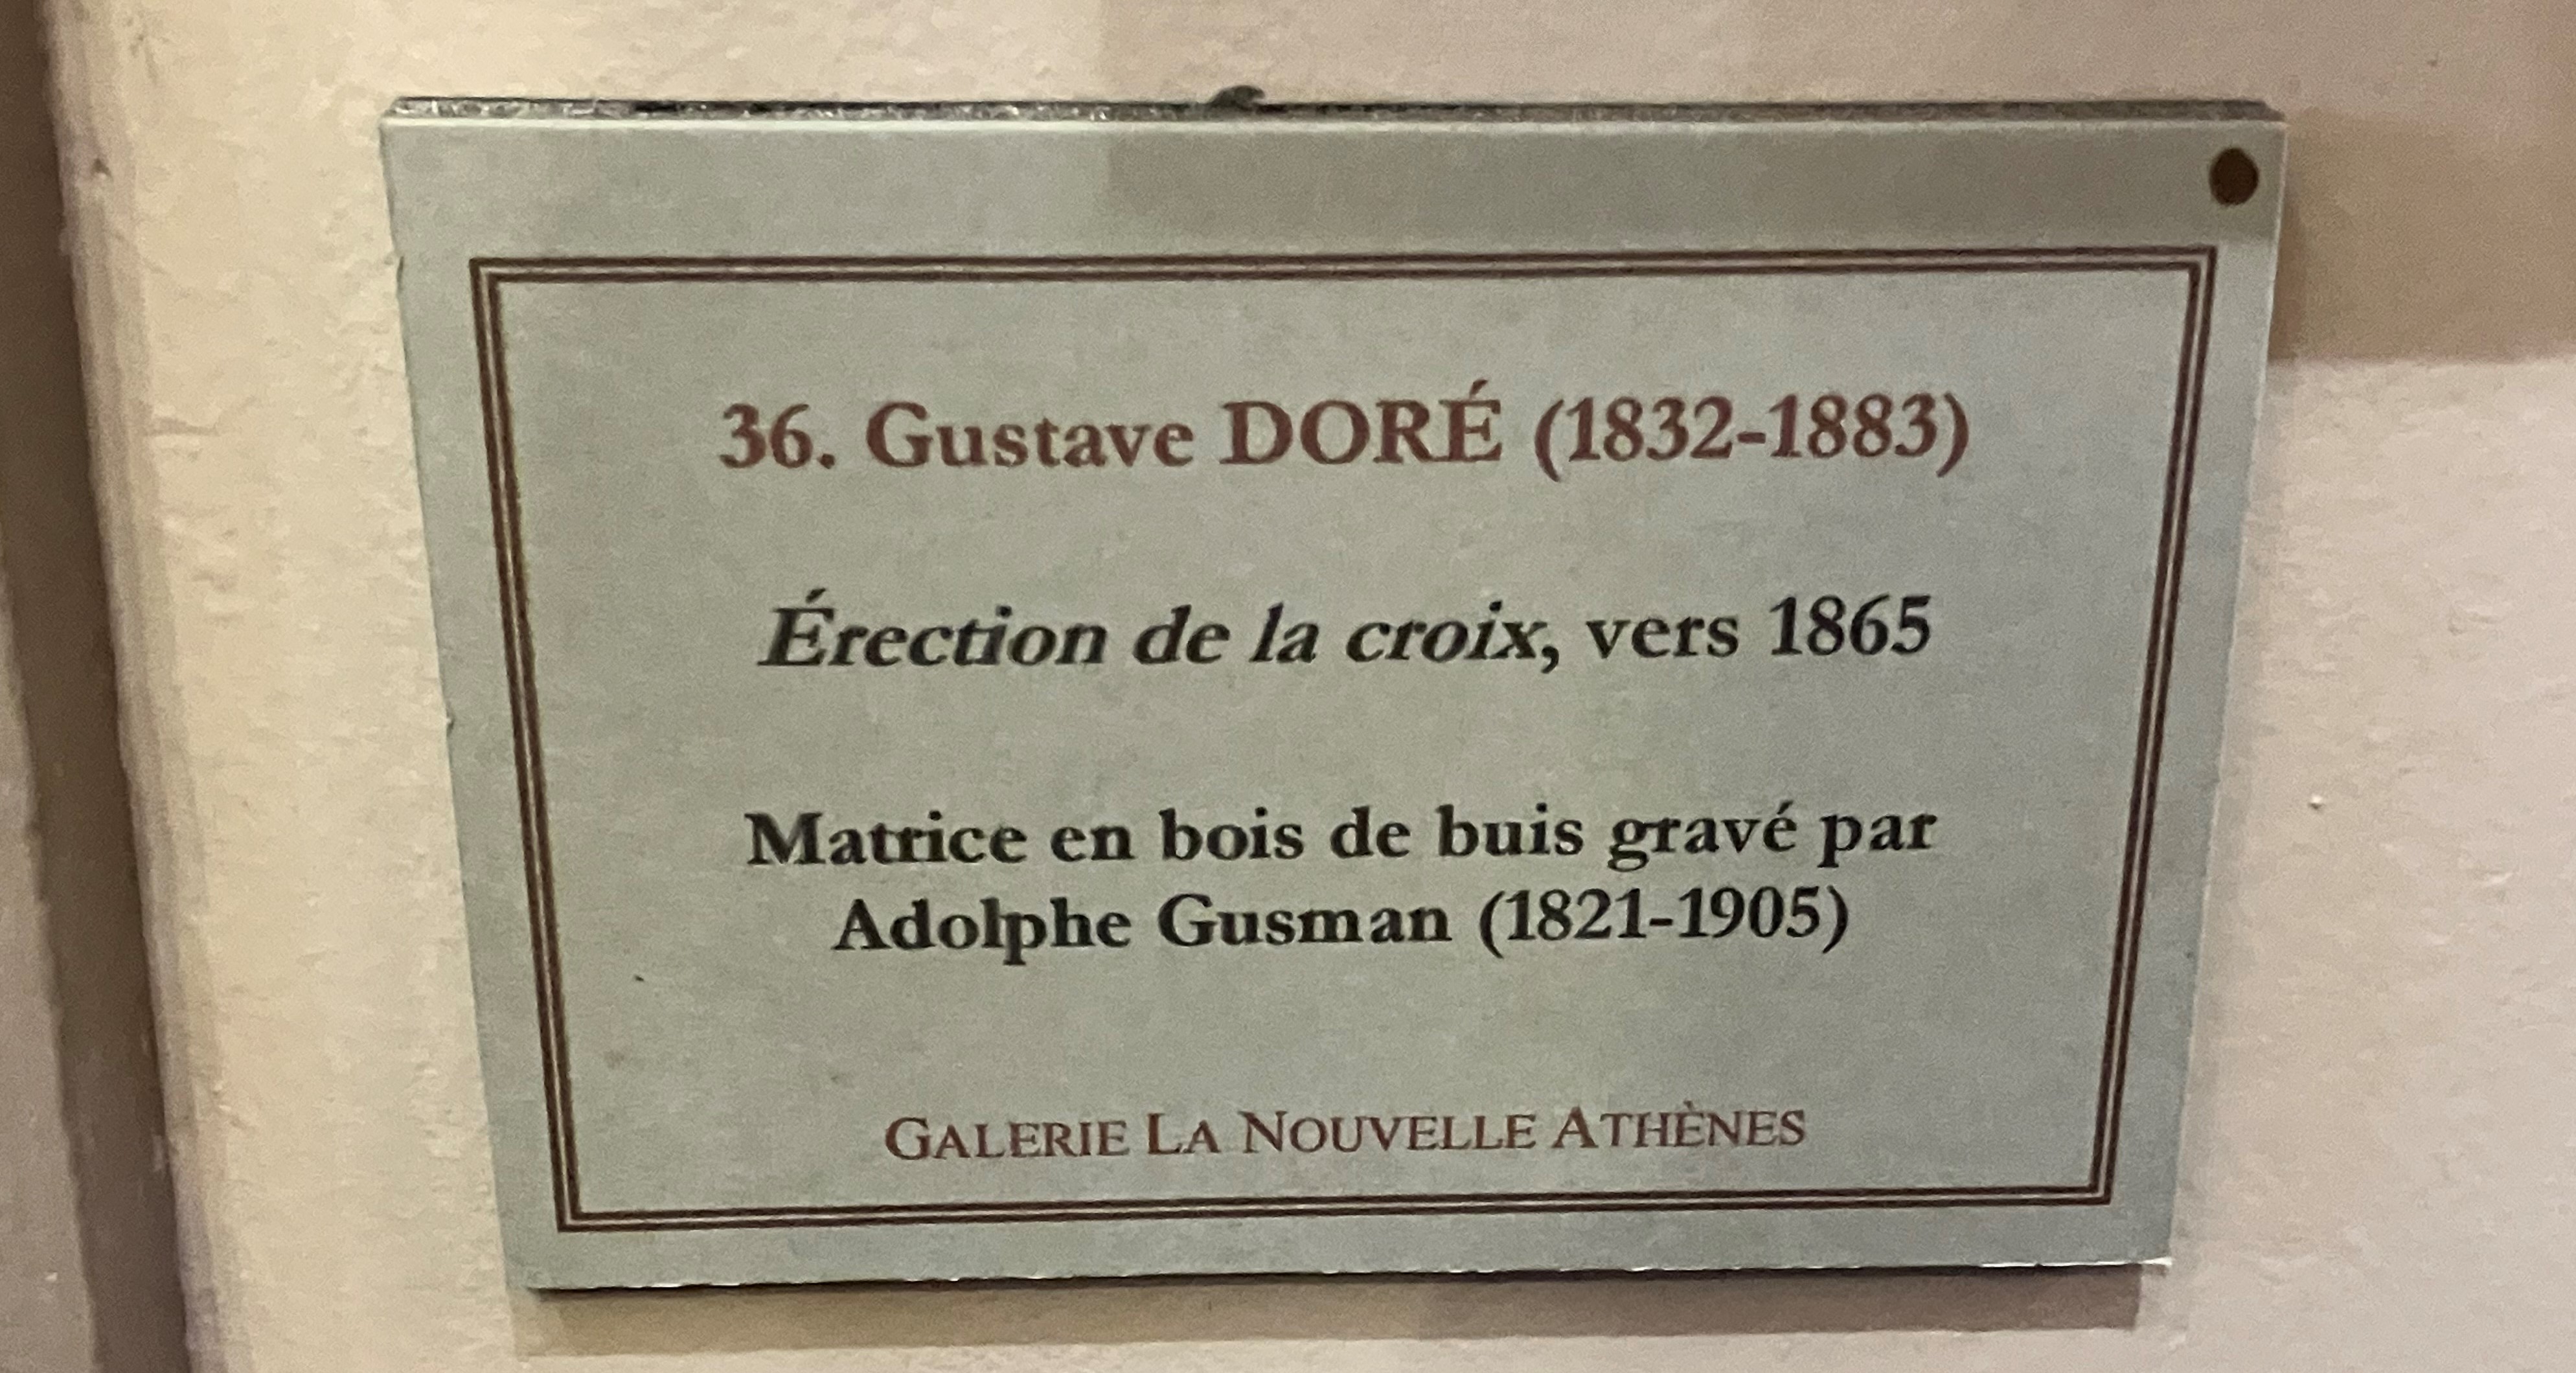 36. Gustave DORÉ (1832-1883)
Érection de la croix, vers 1865
Matrice en bois de buis gravé par
Adolphe Gusman (1821-1905)
GALERIE LA NOUVELLE ATHÈNES